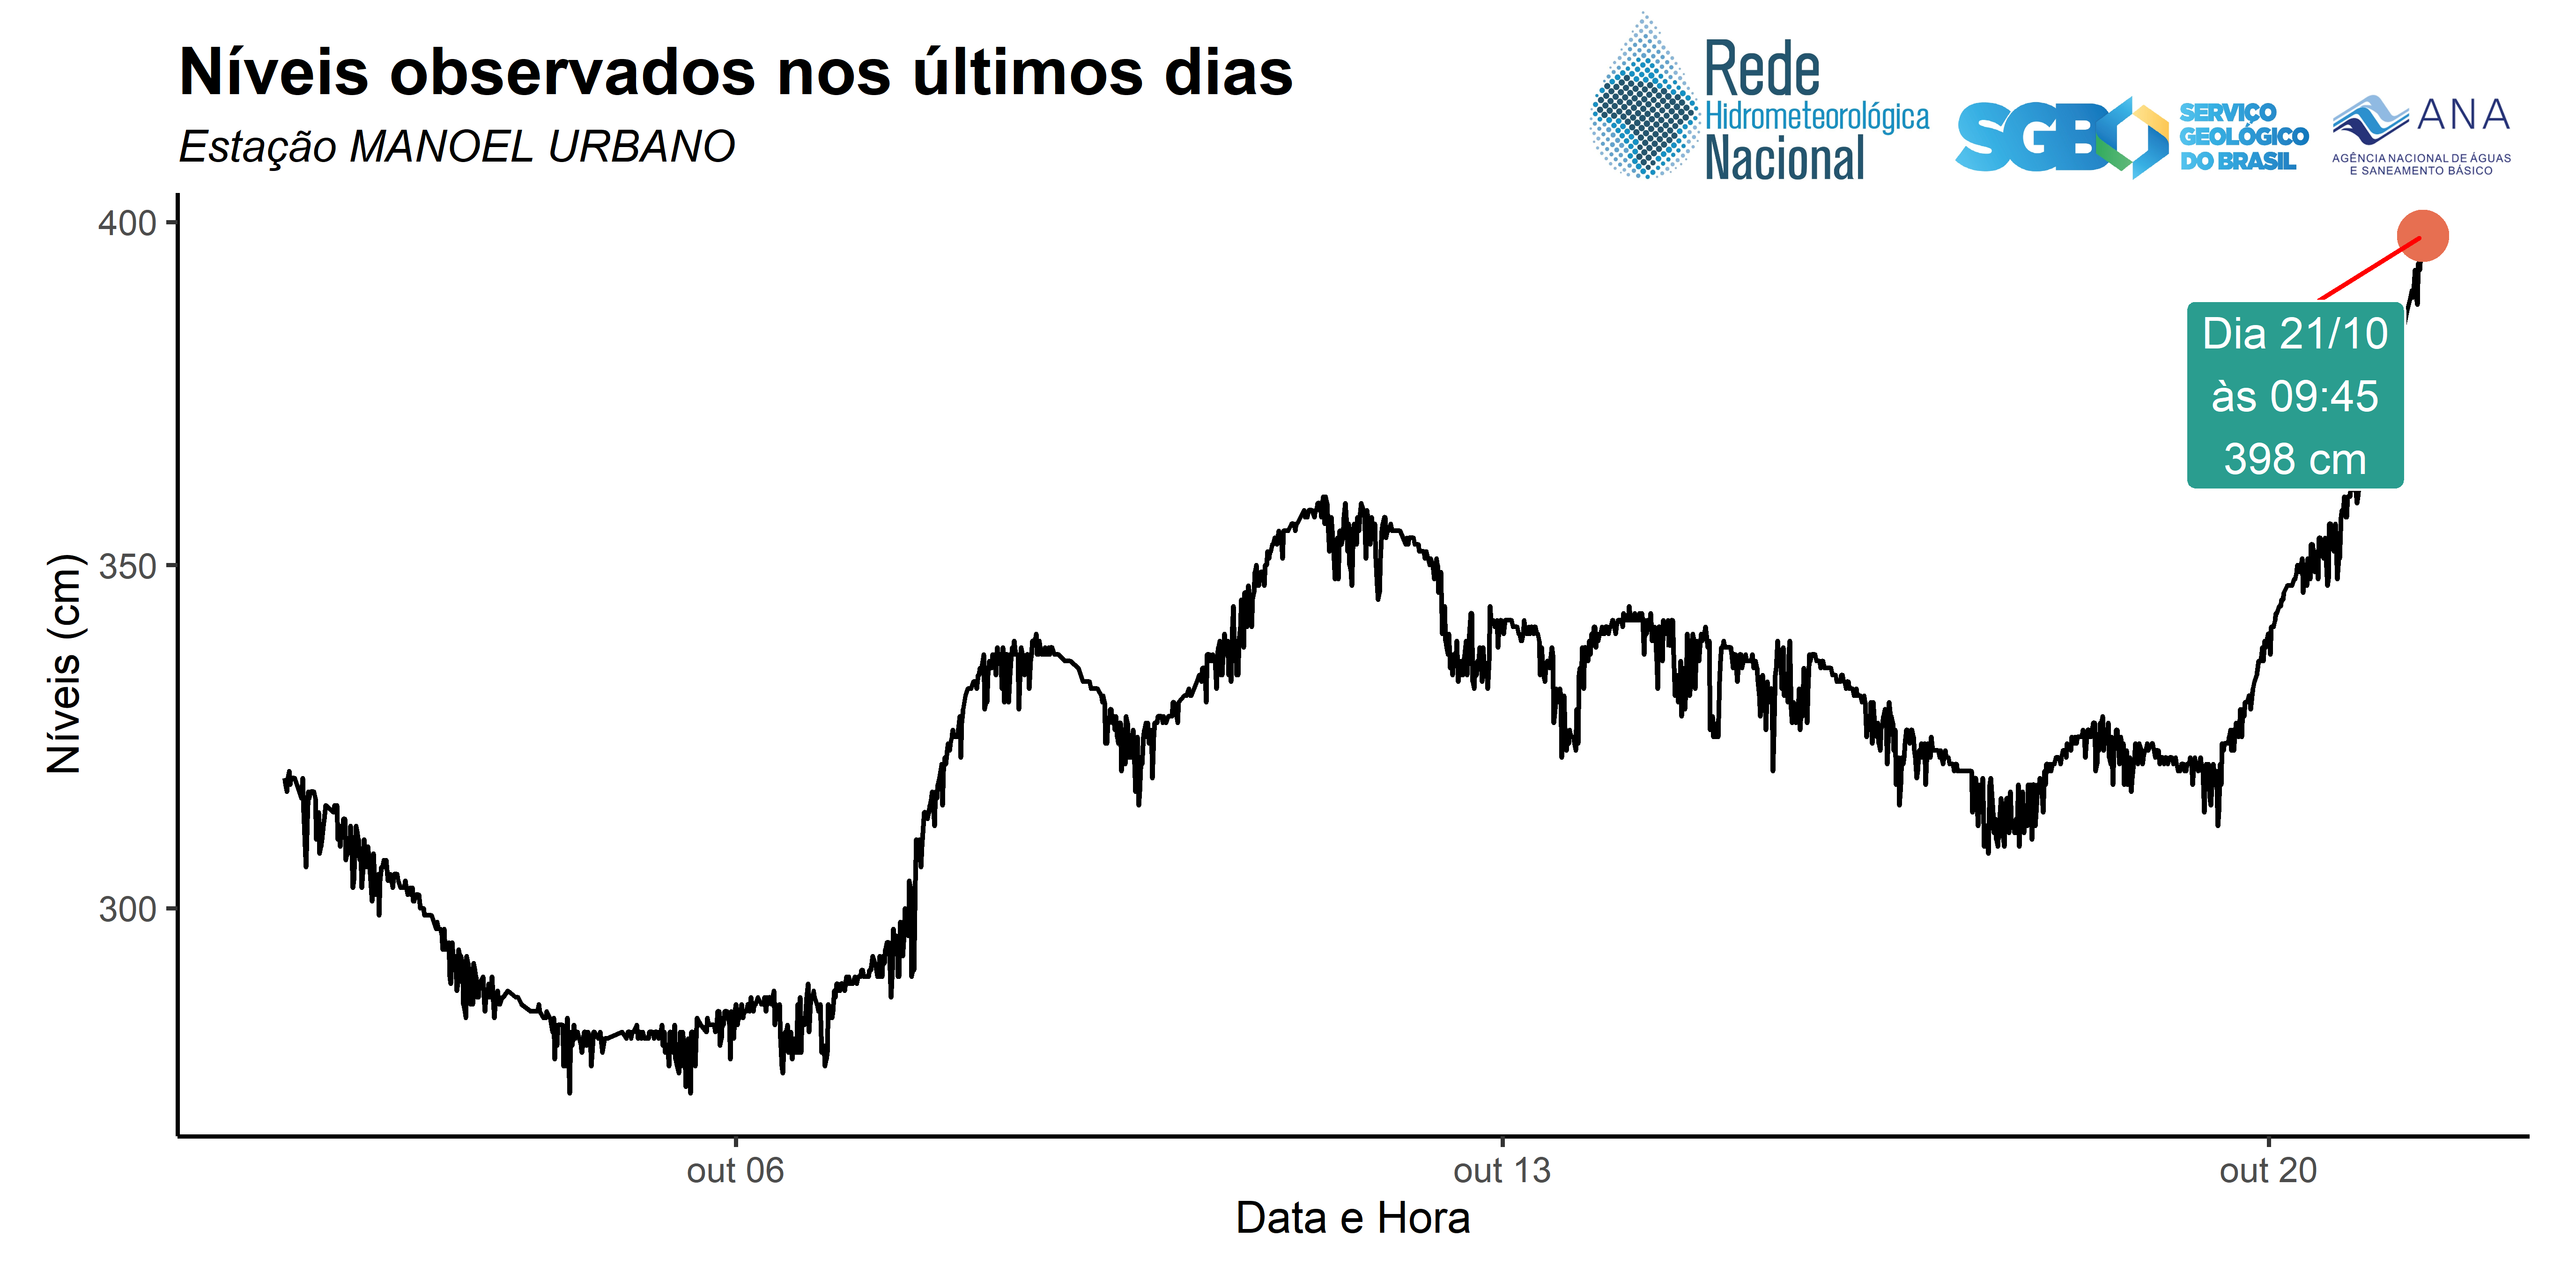 Níveis observados nos últimos dias
Estação MANOEL URBANO
Rede
Hidrometeorológica
Nacional
SGB
SERVIÇO
GEOLÓGICO
DO BRASIL
ANA
AGÊNCIA NACIONAL DE ÁGUAS
E SANEAMENTO BÁSICO
400
350
300
Níveis (cm)
Dia 21/10
às 09:45
398 cm
out 06
out 13
out 20
Data e Hora